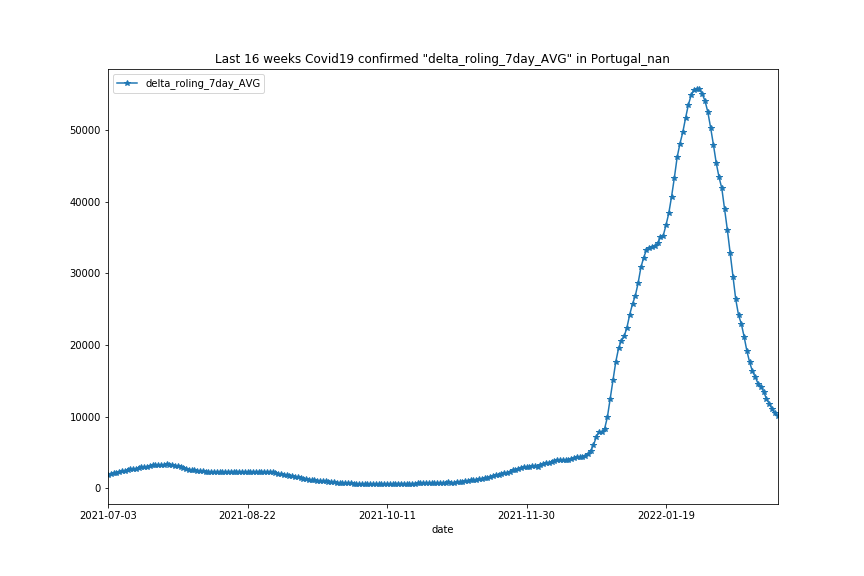 Last 16 weeks Covid19 confirmed "delta_roling_7day_AVG" in Portugal_nan
delta_roling_7day_AVG
50000
40000
30000
20000
10000
0
2021-07-03 2021-08-22 2021-10-11 2021-11-30 2022-01-19
date